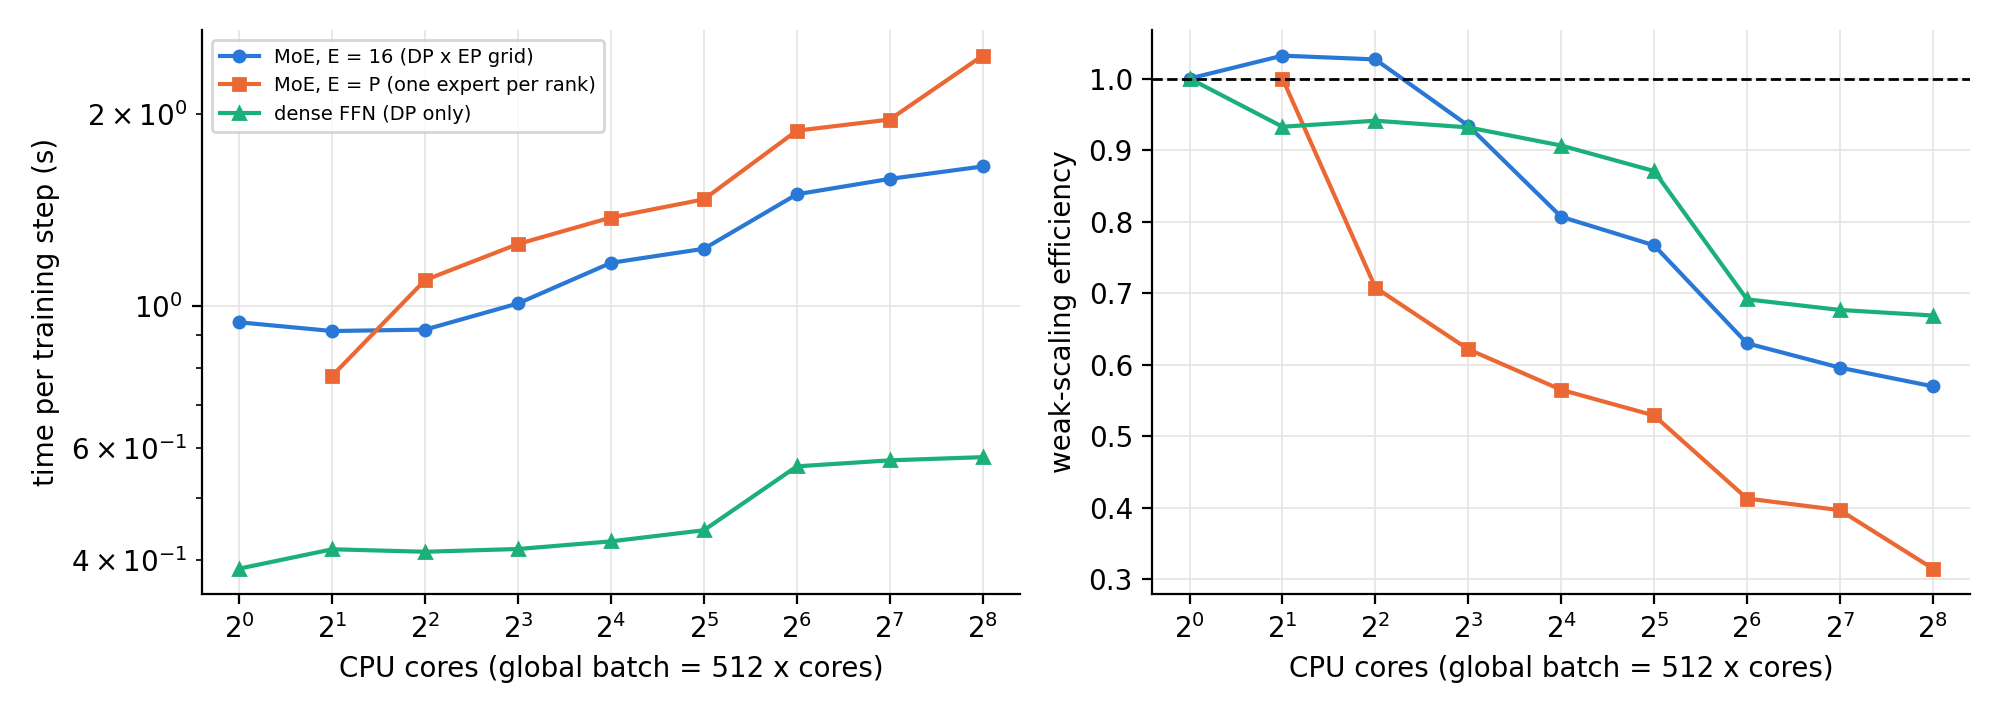 MoE, E = 16 (DP x EP grid)
MoE, E = P (one expert per rank)
dense FFN (DP only)
time per training step (s)
2 × 10⁰
10⁰
6 × 10⁻¹
4 × 10⁻¹
2⁰ 2¹ 2² 2³ 2⁴ 2⁵ 2⁶ 2⁷ 2⁸
CPU cores (global batch = 512 x cores)
weak-scaling efficiency
1.0
0.9
0.8
0.7
0.6
0.5
0.4
0.3
2⁰ 2¹ 2² 2³ 2⁴ 2⁵ 2⁶ 2⁷ 2⁸
CPU cores (global batch = 512 x cores)